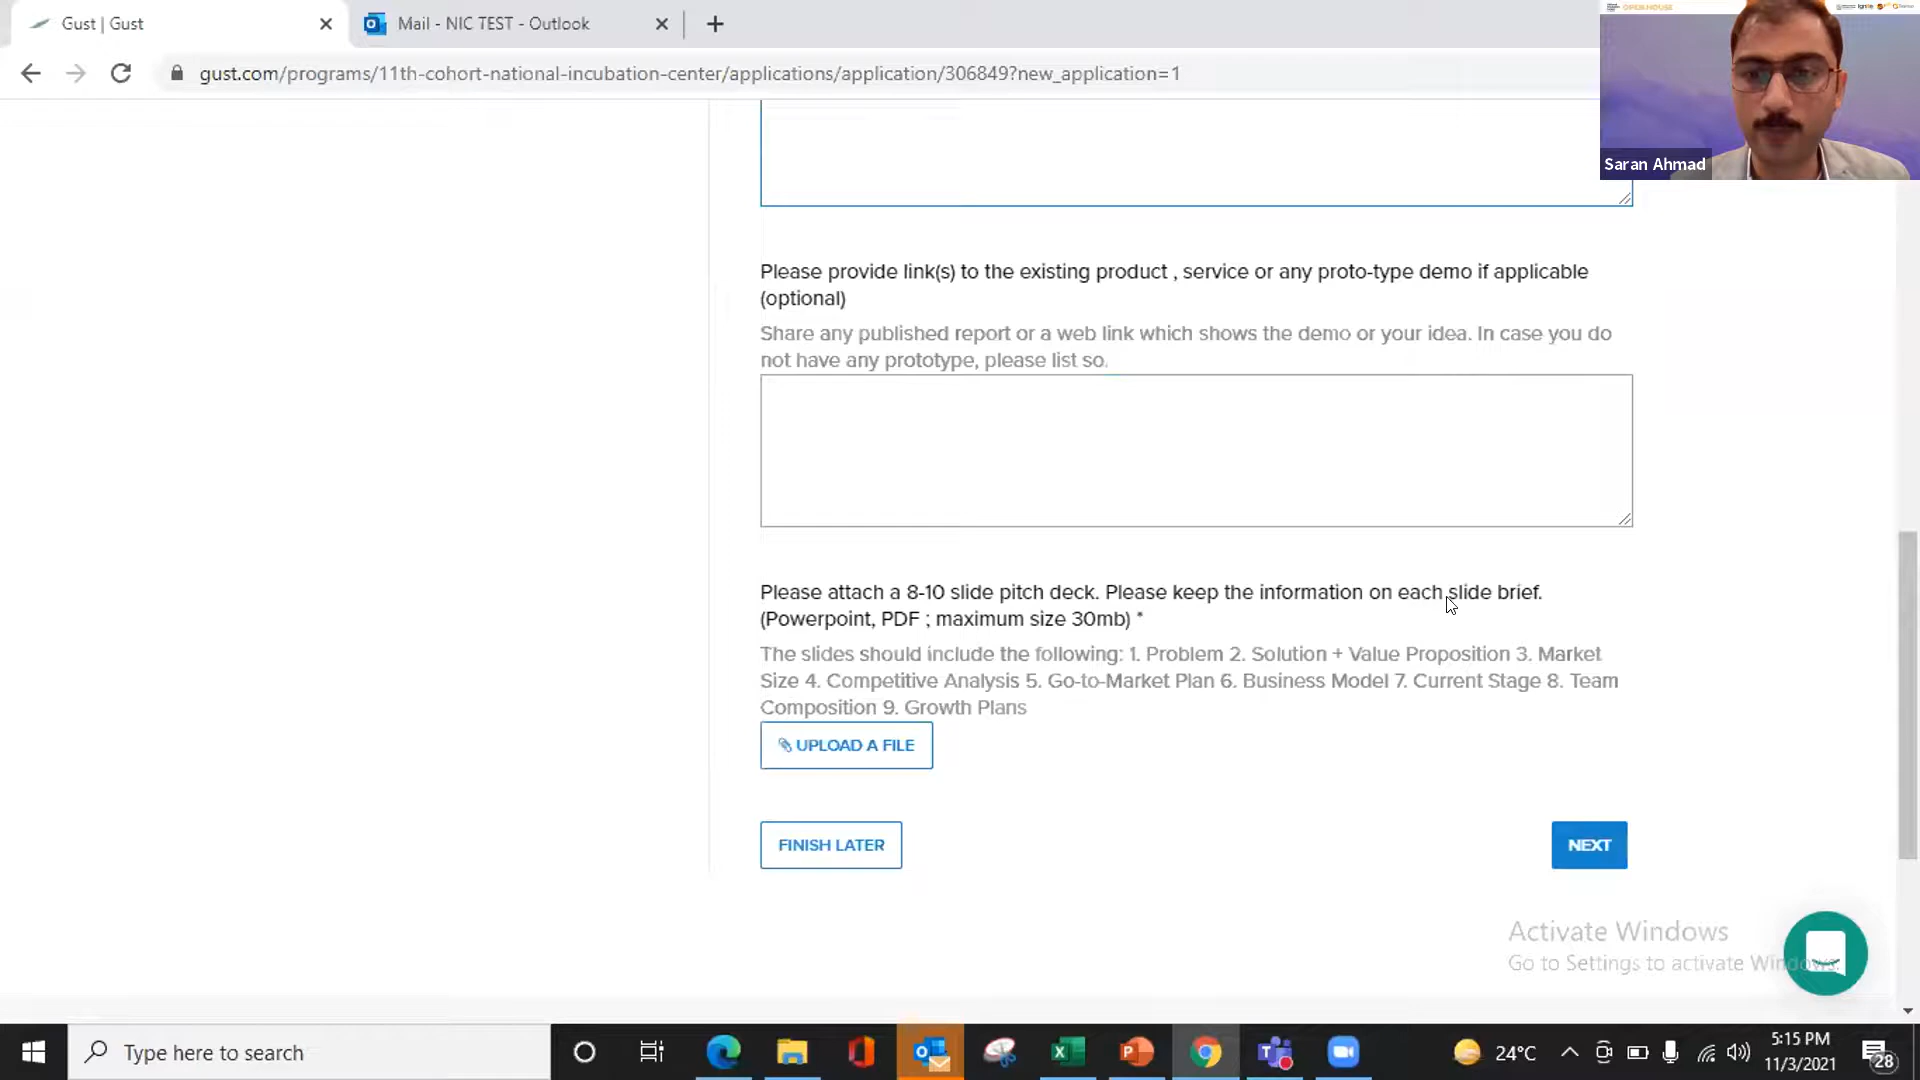 Gust | Gust
Mail - NIC TEST - Outlook
gust.com/programs/11th-cohort-national-incubation-center/applications/application/306849?new_application=1
OPEN HOUSE
Saran Ahmad
Please provide link(s) to the existing product , service or any proto-type demo if applicable
(optional)
Share any published report or a web link which shows the demo or your idea. In case you do
not have any prototype, please list so.
Please attach a 8-10 slide pitch deck. Please keep the information on each slide brief.
(Powerpoint, PDF ; maximum size 30mb) *
The slides should include the following: 1. Problem 2. Solution + Value Proposition 3. Market
Size 4. Competitive Analysis 5. Go-to-Market Plan 6. Business Model 7. Current Stage 8. Team
Composition 9. Growth Plans
UPLOAD A FILE
FINISH LATER
NEXT
Activate Windows
Go to Settings to activate Windows.
Type here to search
24°C
5:15 PM
11/3/2021
28